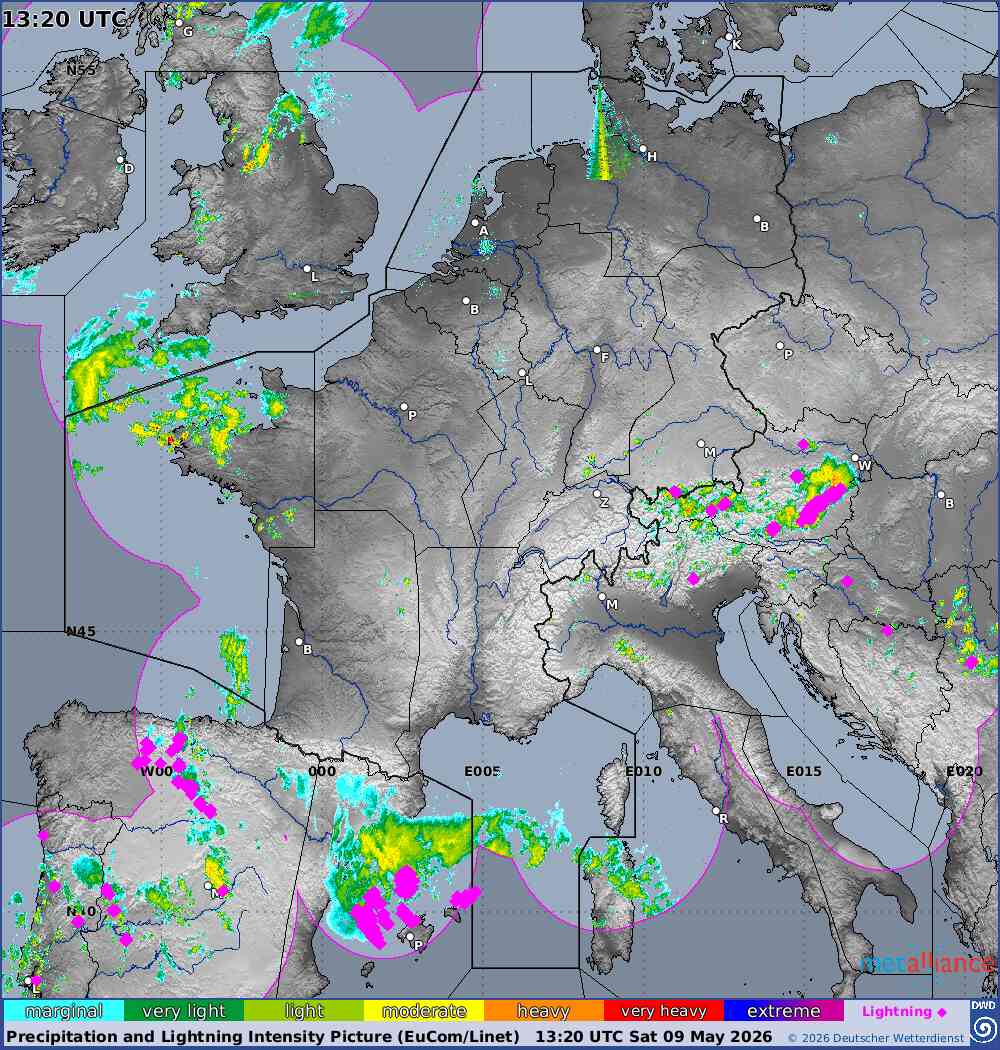 13:20 UTC
G
K
N55
D
H
A
B
L
B
F
P
L
P
M
W
B
Z
M
N45
B
W00
000
E005
E010
E015
E020
R
M
N40
P
L
metalliance
marginal
very light
light
moderate
heavy
very heavy
extreme
Lightning
DWD
Precipitation and Lightning Intensity Picture (EuCom/Linet) 13:20 UTC Sat 09 May 2026 © 2026 Deutscher Wetterdienst